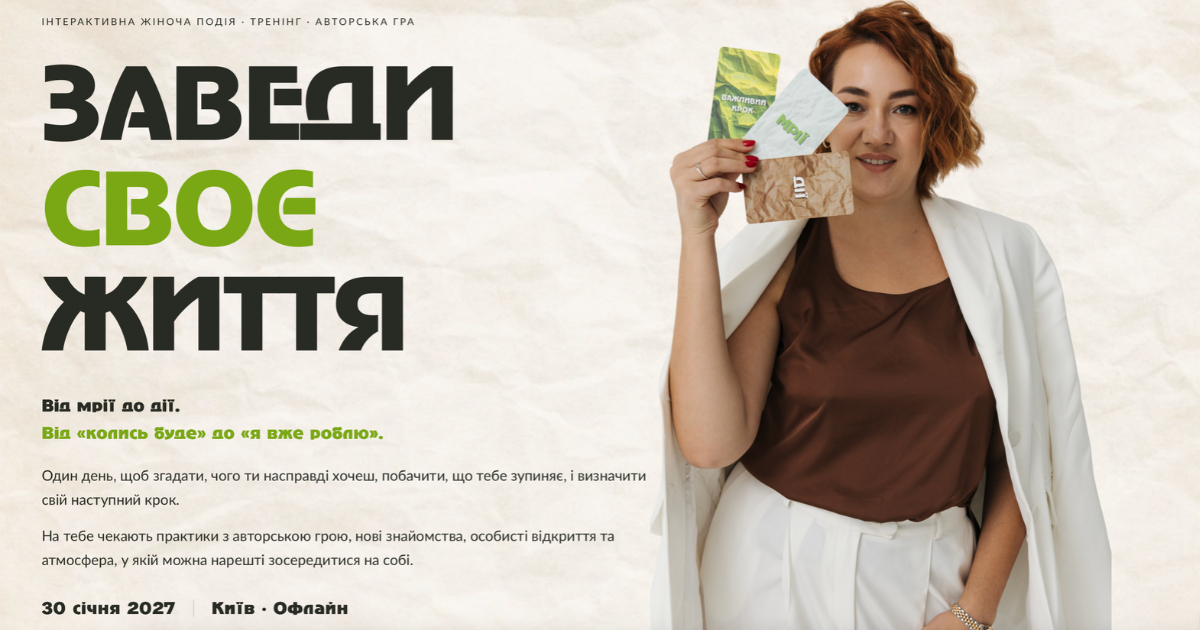 ІНТЕРАКТИВНА ЖІНОЧА ПОДІЯ · ТРЕНІНГ · АВТОРСЬКА ГРА
ЗАВЕДИ
СВОЄ
ЖИТТЯ
ВАЖЛИВИЙ
КРОК
МРІЇ
ДІЇ
Від мрії до дії.
Від «колись буде» до «я вже роблю».
Один день, щоб згадати, чого ти насправді хочеш, побачити, що тебе зупиняє, і визначити
свій наступний крок.
На тебе чекають практики з авторською грою, нові знайомства, особисті відкриття та
атмосфера, у якій можна нарешті зосередитися на собі.
30 січня 2027 | Київ · Офлайн